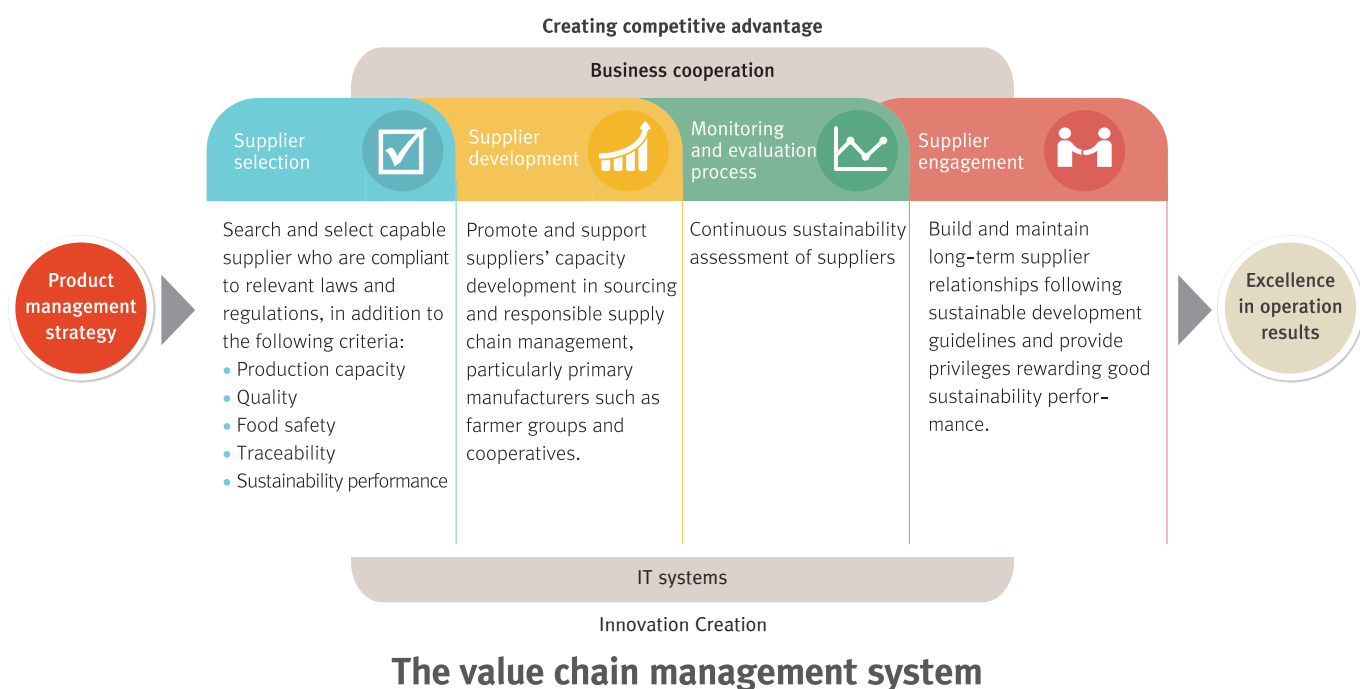 Creating competitive advantage
Business cooperation
Supplier
selection
Supplier
development
Monitoring
and evaluation
process
Supplier
engagement
Product
management
strategy
Search and select capable
supplier who are compliant
to relevant laws and
regulations, in addition to
the following criteria:
• Production capacity
• Quality
• Food safety
• Traceability
• Sustainability performance
Promote and support
suppliers’ capacity
development in sourcing
and responsible supply
chain management,
particularly primary
manufacturers such as
farmer groups and
cooperatives.
Continuous sustainability
assessment of suppliers
Build and maintain
long-term supplier
relationships following
sustainable development
guidelines and provide
privileges rewarding good
sustainability perfor-
mance.
Excellence
in operation
results
IT systems
Innovation Creation
The value chain management system